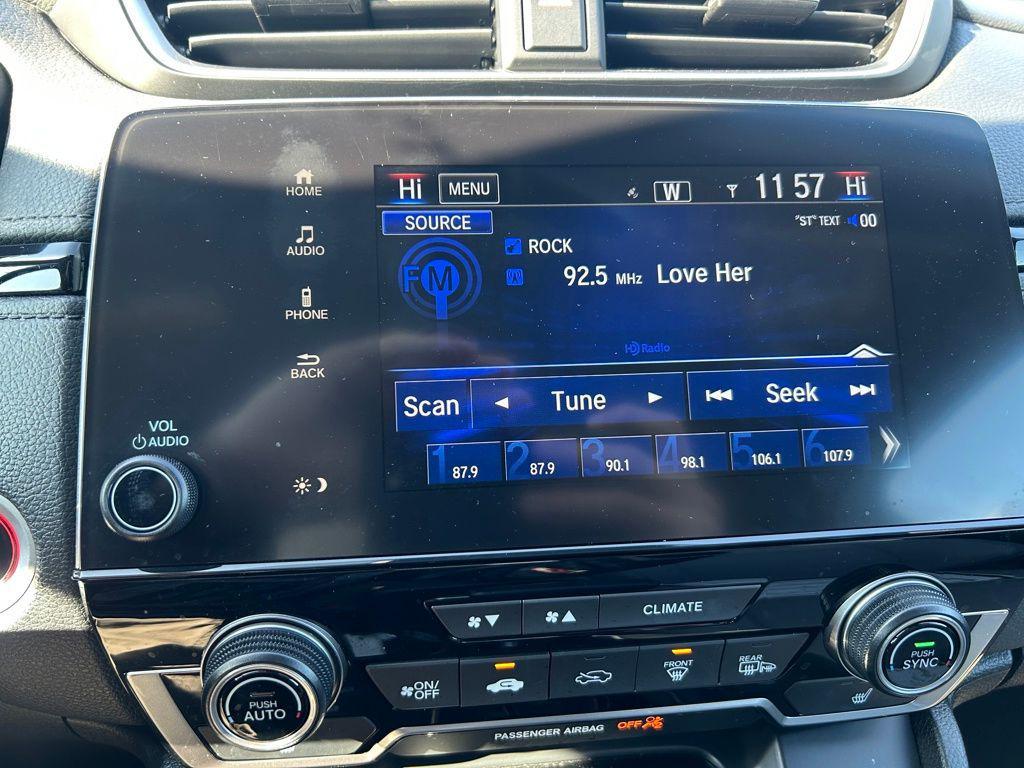 Hi MENU W 11 57 Hi
SOURCE "ST" TEXT 00
FM ROCK
92.5 MHz Love Her
HD Radio
Scan Tune Seek
1 87.9 2 87.9 3 90.1 4 98.1 5 106.1 6 107.9
HOME
AUDIO
PHONE
BACK
VOL
AUDIO
CLIMATE
ON/
OFF
FRONT
REAR
PUSH
AUTO
PUSH
SYNC
PASSENGER AIRBAG OFF